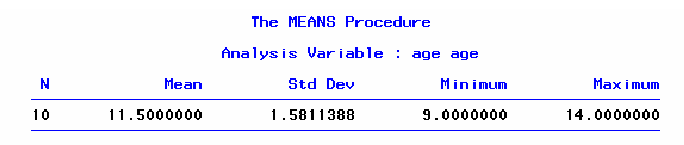 The MEANS Procedure
Analysis Variable : age age
N Mean Std Dev Minimum Maximum
10 11.5000000 1.5811388 9.0000000 14.0000000